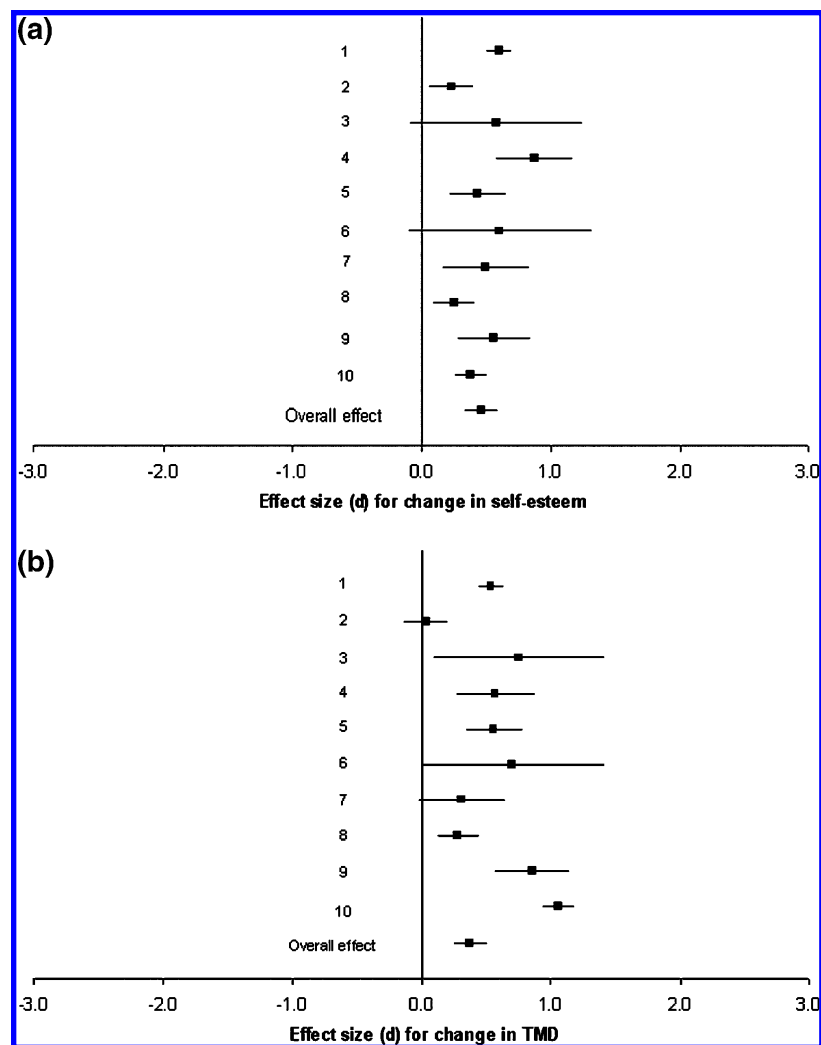 (a)
1
2
3
4
5
6
7
8
9
10
Overall effect
-3.0 -2.0 -1.0 0.0 1.0 2.0 3.0
Effect size (d) for change in self-esteem
(b)
1
2
3
4
5
6
7
8
9
10
Overall effect
-3.0 -2.0 -1.0 0.0 1.0 2.0 3.0
Effect size (d) for change in TMD